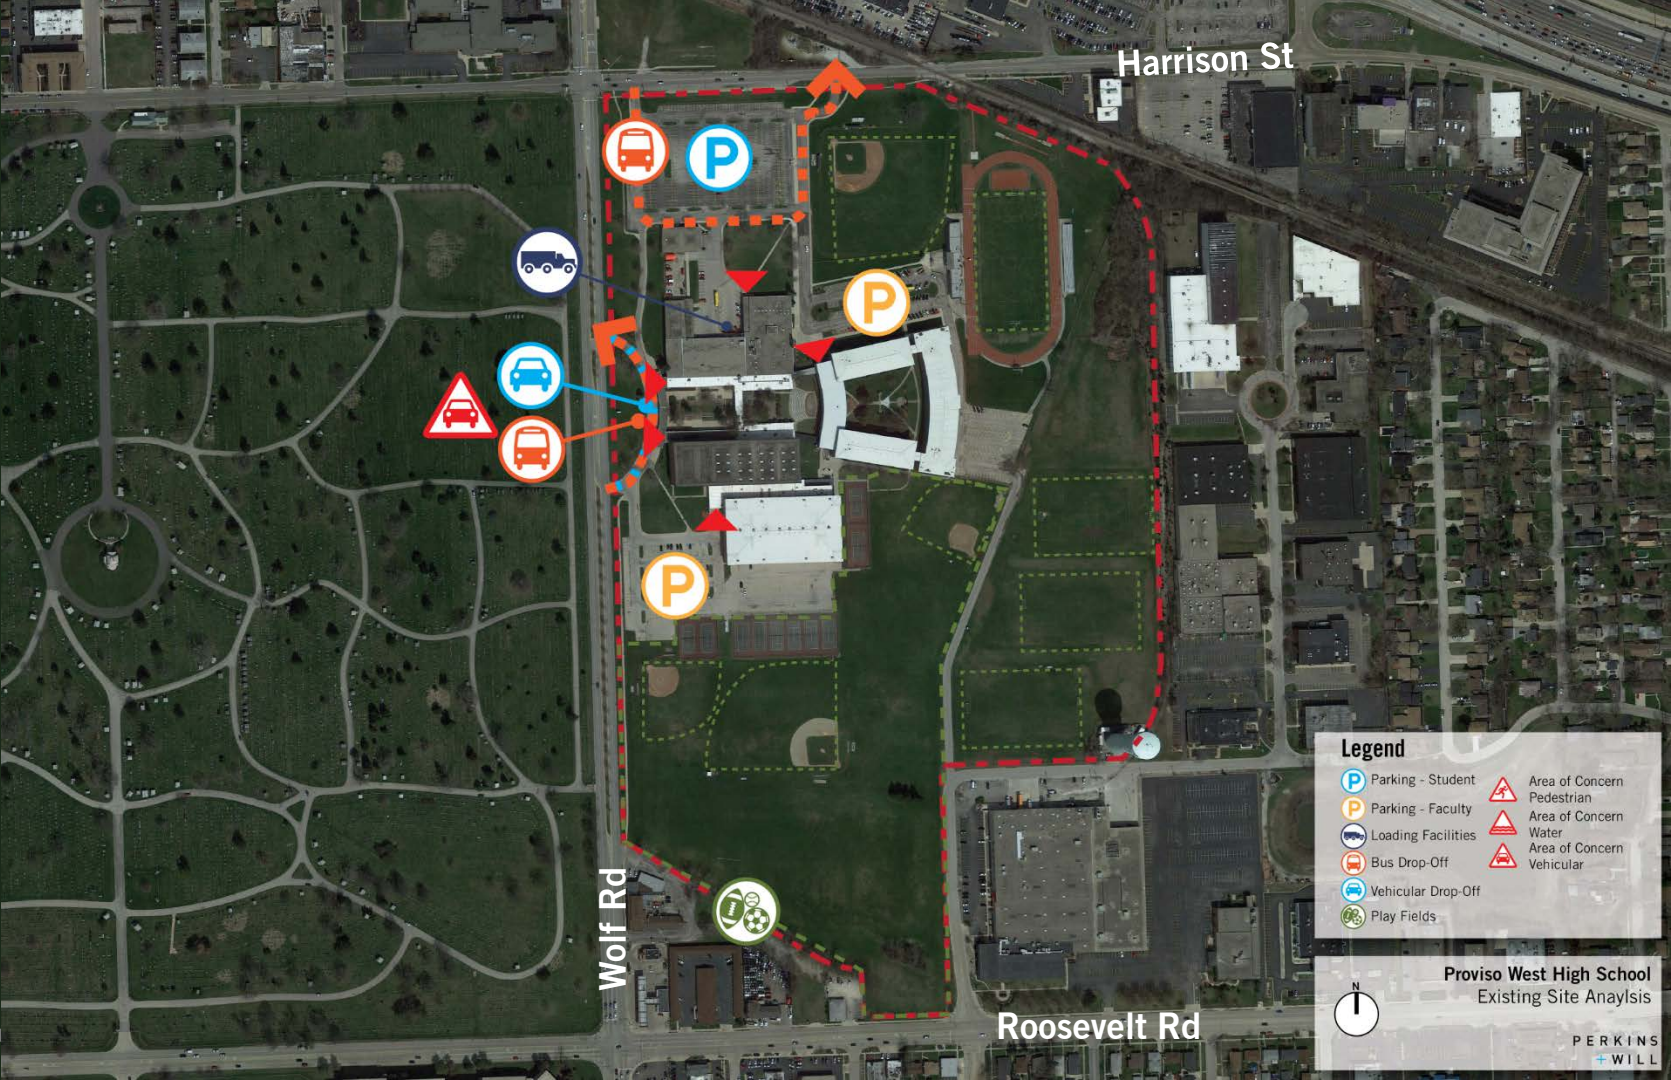 Harrison St
P
P
P
P
Wolf Rd
Roosevelt Rd
Legend
P Parking - Student
P Parking - Faculty
Loading Facilities
Bus Drop-Off
Vehicular Drop-Off
Play Fields
Area of Concern
Pedestrian
Area of Concern
Water
Area of Concern
Vehicular
Proviso West High School
Existing Site Anaylsis
N
PERKINS
+ WILL